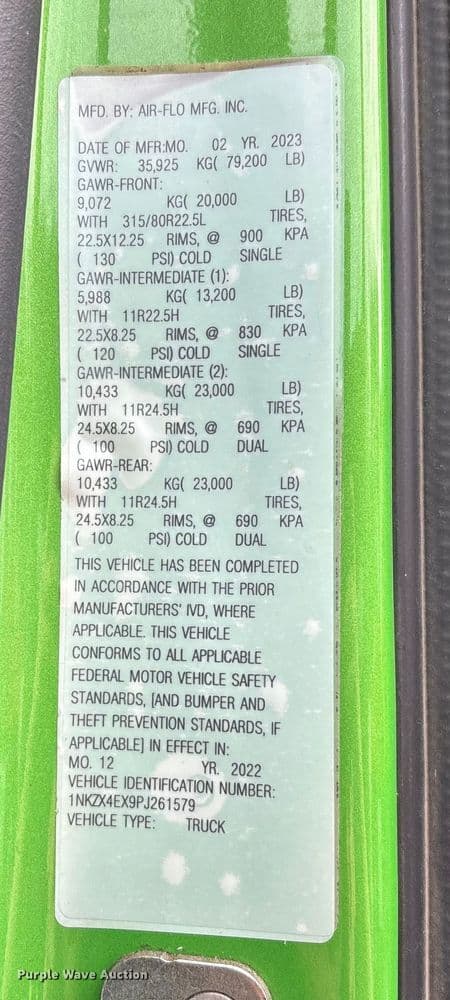 MFD. BY: AIR-FLO MFG. INC.
DATE OF MFR:MO. 02 YR. 2023
GVWR: 35,925 KG( 79,200 LB)
GAWR-FRONT:
9,072 KG( 20,000 LB)
WITH 315/80R22.5L TIRES,
22.5X12.25 RIMS, @ 900 KPA
( 130 PSI) COLD SINGLE
GAWR-INTERMEDIATE (1):
5,988 KG( 13,200 LB)
WITH 11R22.5H TIRES,
22.5X8.25 RIMS, @ 830 KPA
( 120 PSI) COLD SINGLE
GAWR-INTERMEDIATE (2):
10,433 KG( 23,000 LB)
WITH 11R24.5H TIRES,
24.5X8.25 RIMS, @ 690 KPA
( 100 PSI) COLD DUAL
GAWR-REAR:
10,433 KG( 23,000 LB)
WITH 11R24.5H TIRES,
24.5X8.25 RIMS, @ 690 KPA
( 100 PSI) COLD DUAL
THIS VEHICLE HAS BEEN COMPLETED
IN ACCORDANCE WITH THE PRIOR
MANUFACTURERS' IVD, WHERE
APPLICABLE. THIS VEHICLE
CONFORMS TO ALL APPLICABLE
FEDERAL MOTOR VEHICLE SAFETY
STANDARDS, [AND BUMPER AND
THEFT PREVENTION STANDARDS, IF
APPLICABLE] IN EFFECT IN:
MO. 12 YR. 2022
VEHICLE IDENTIFICATION NUMBER:
1NKZX4EX9PJ261579
VEHICLE TYPE: TRUCK
Purple Wave Auction